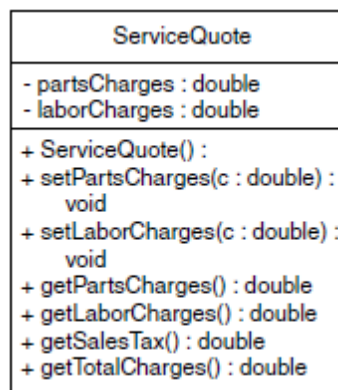 ServiceQuote
- partsCharges : double
- laborCharges : double
+ ServiceQuote() :
+ setPartsCharges(c : double) :
void
+ setLaborCharges(c : double) :
void
+ getPartsCharges() : double
+ getLaborCharges() : double
+ getSalesTax() : double
+ getTotalCharges() : double